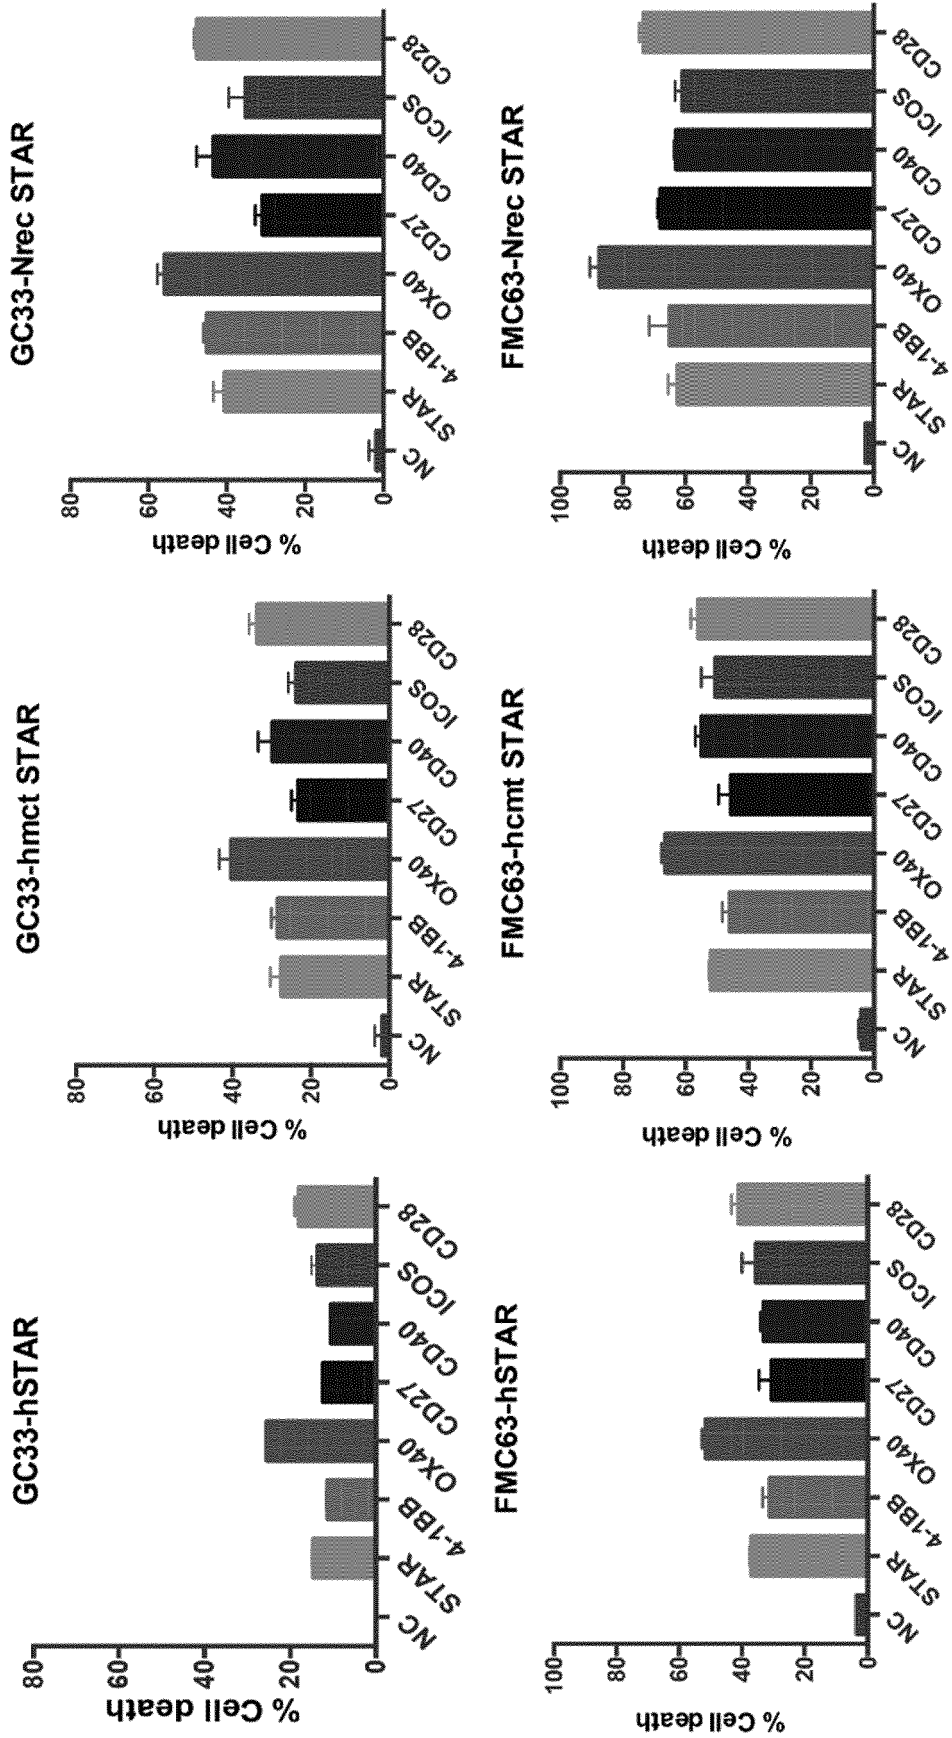 GC33-hSTAR
% Cell death
80
60
40
20
0
NC
STAR
4-1BB
OX40
CD27
CD40
ICOS
CD28
GC33-hmct STAR
% Cell death
80
60
40
20
0
NC
STAR
4-1BB
OX40
CD27
CD40
ICOS
CD28
GC33-Nrec STAR
% Cell death
80
60
40
20
0
NC
STAR
4-1BB
OX40
CD27
CD40
ICOS
CD28
FMC63-hSTAR
% Cell death
100
80
60
40
20
0
NC
STAR
4-1BB
OX40
CD27
CD40
ICOS
CD28
FMC63-hcmt STAR
% Cell death
100
80
60
40
20
0
NC
STAR
4-1BB
OX40
CD27
CD40
ICOS
CD28
FMC63-Nrec STAR
% Cell death
100
80
60
40
20
0
NC
STAR
4-1BB
OX40
CD27
CD40
ICOS
CD28